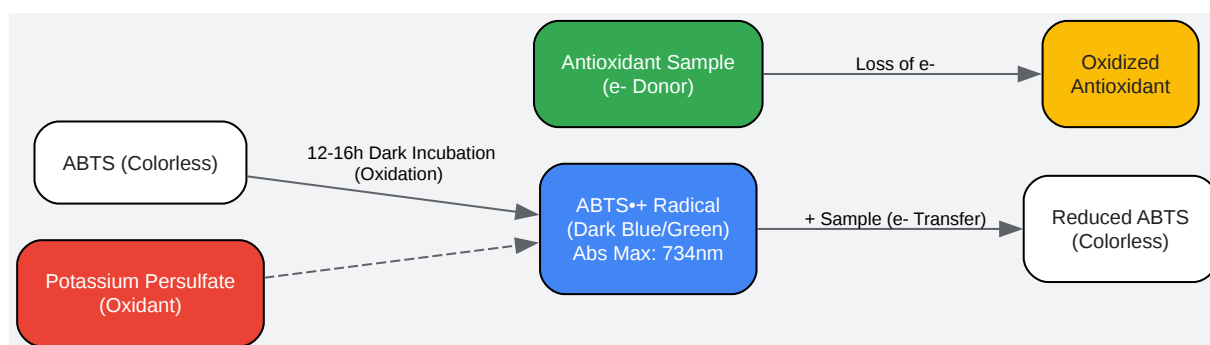 Antioxidant Sample
(e- Donor)
Loss of e-
Oxidized
Antioxidant
ABTS (Colorless)
12-16h Dark Incubation
(Oxidation)
ABTS•+ Radical
(Dark Blue/Green)
Abs Max: 734nm
+ Sample (e- Transfer)
Reduced ABTS
(Colorless)
Potassium Persulfate
(Oxidant)